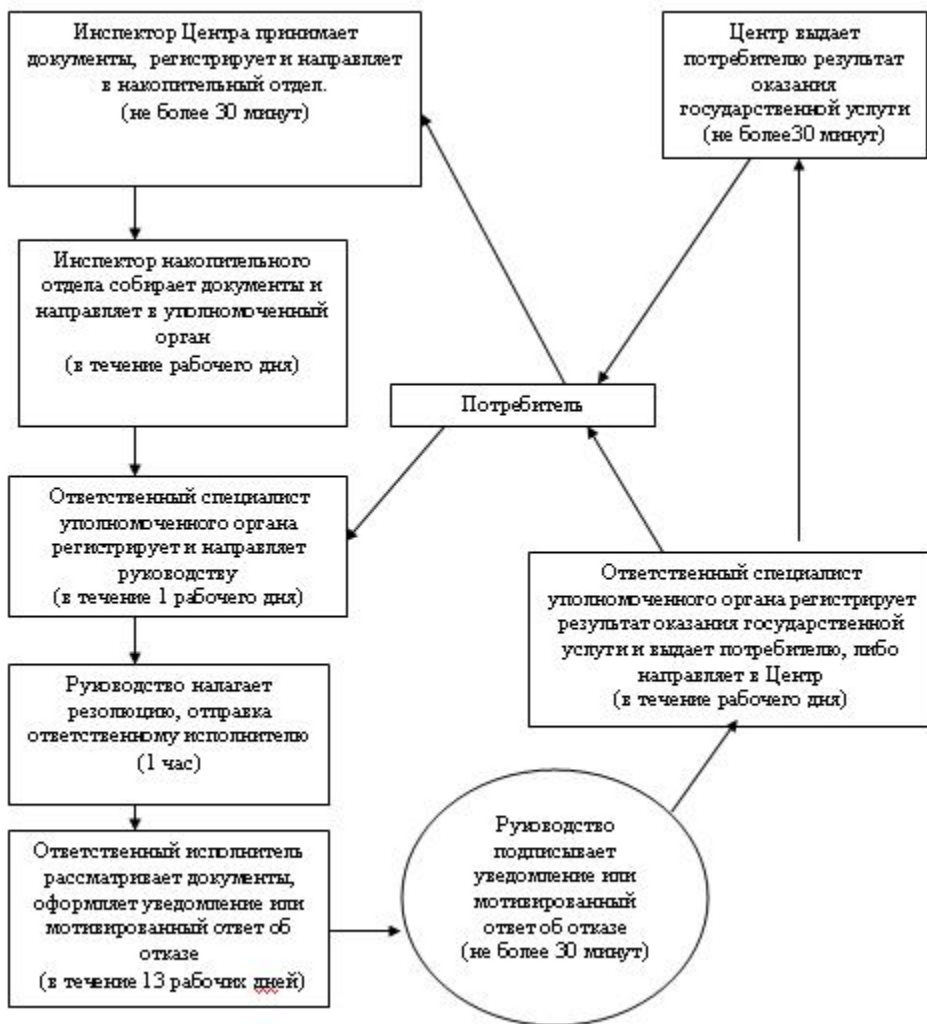 Инспектор Центра принимает
документы, регистрирует и направляет
в накопительный отдел.
(не более 30 минут)
Центр выдает
потребителю результат
оказания
государственной услуги
(не более30 минут)
Инспектор накопительного
отдела собирает документы и
направляет в уполномоченный
орган
(в течение рабочего дня)
Потребитель
Ответственный специалист
уполномоченного органа
регистрирует и направляет
руководству
(в течение 1 рабочего дня)
Ответственный специалист
уполномоченного органа регистрирует
результат оказания государственной
услуги и выдает потребителю, либо
направляет в Центр
(в течение рабочего дня)
Руководство налагает
резолюцию, отправка
ответственному исполнителю
(1 час)
Ответственный исполнитель
рассматривает документы,
оформляет уведомление или
мотивированный ответ об
отказе
(в течение 13 рабочих дней)
Руководство
подписывает
уведомление или
мотивированный
ответ об отказе
(не более 30 минут)